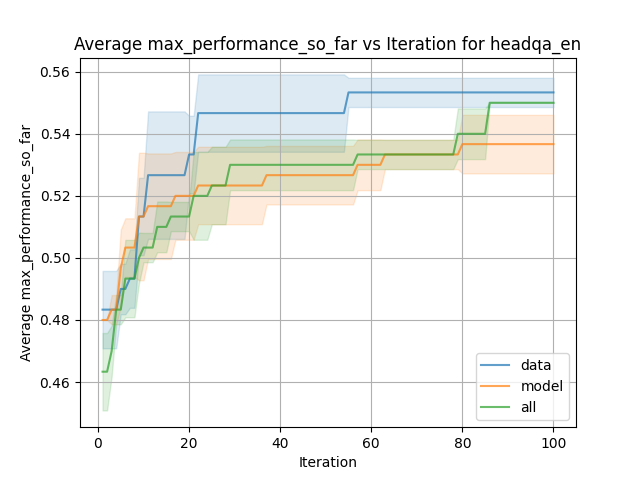 Average max_performance_so_far vs Iteration for headqa_en
Average max_performance_so_far
0.56
0.54
0.52
0.50
0.48
0.46
0
20
40
60
80
100
Iteration
data
model
all